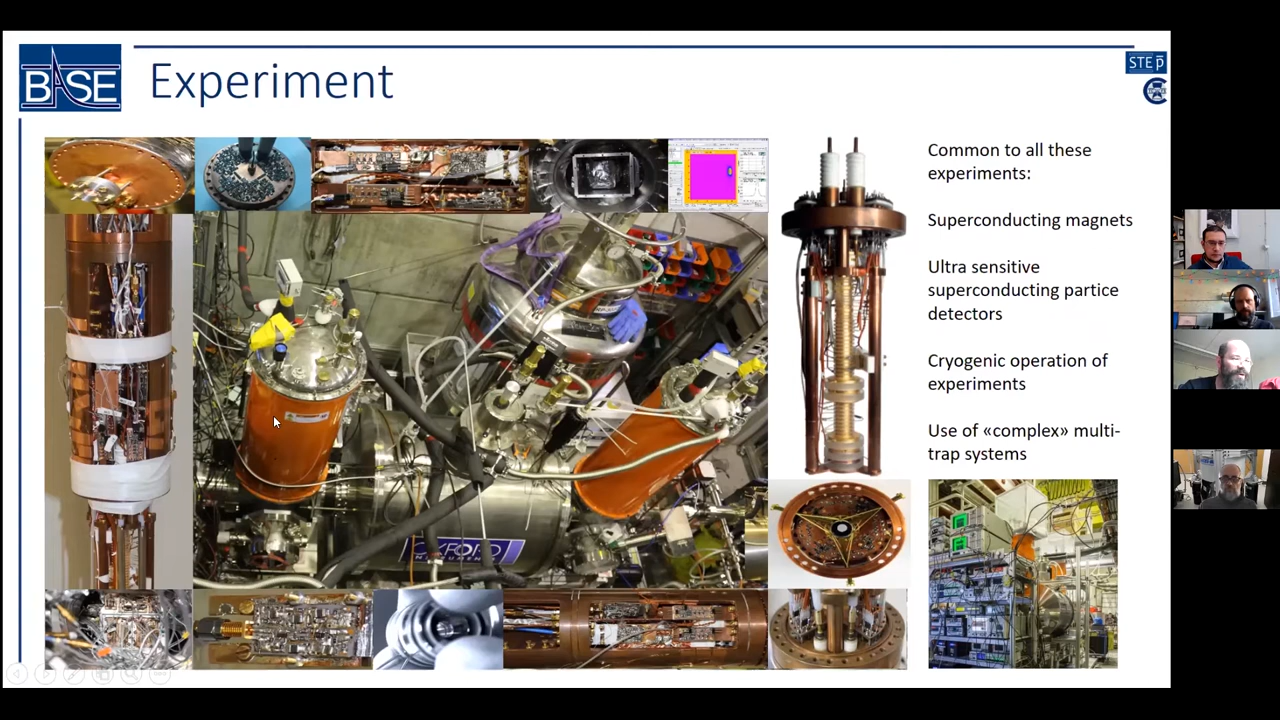 BASE
Experiment
STEP
Common to all these
experiments:
Superconducting magnets
Ultra sensitive
superconducting partice
detectors
Cryogenic operation of
experiments
Use of «complex» multi-
trap systems
OXFORD
INSTRUMENTS